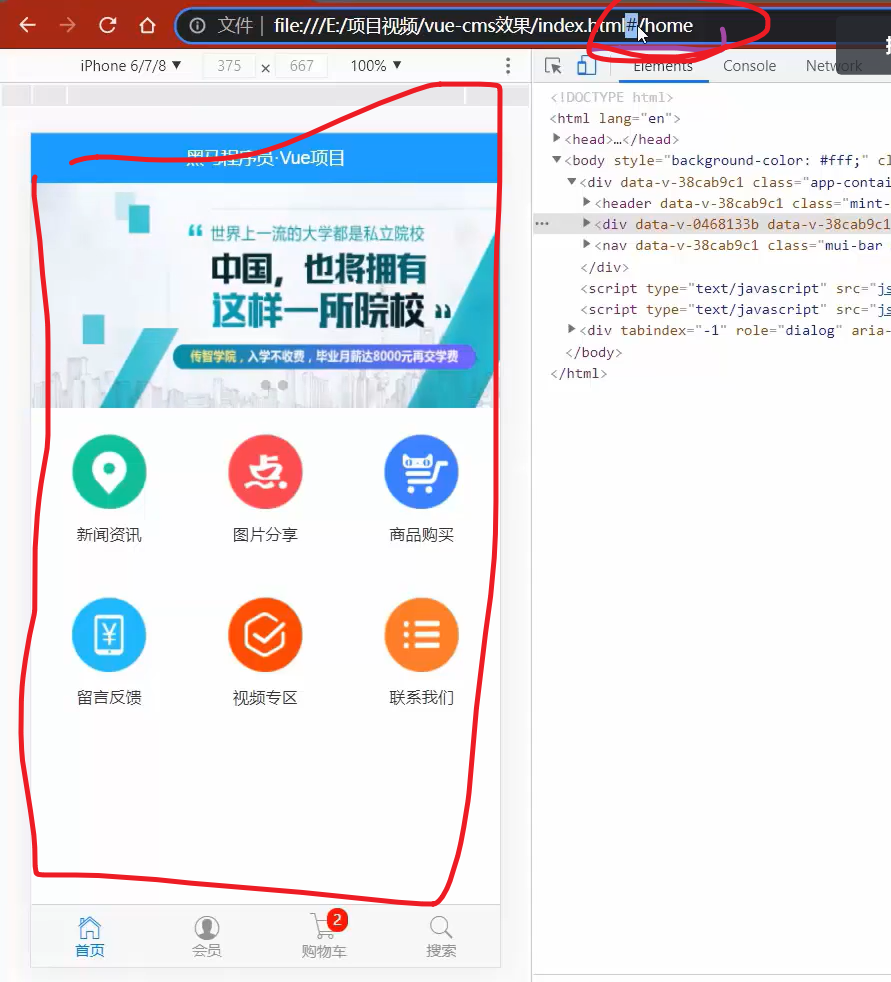 文件 file:///E:/项目视频/vue-cms效果/index.html#/home
iPhone 6/7/8 ▼ 375 × 667 100% ▼
Elements Console Network
黑马程序员·Vue项目
“世界上一流的大学都是私立院校
中国，也将拥有
这样一所院校”
传智学院，入学不收费，毕业月薪达8000元再交学费
新闻资讯 图片分享 商品购买
留言反馈 视频专区 联系我们
2
首页 会员 购物车 搜索
<!DOCTYPE html>
<html lang="en">
<head>…</head>
<body style="background-color: #fff;" cl
<div data-v-38cab9c1 class="app-contai
<header data-v-38cab9c1 class="mint-
<div data-v-0468133b data-v-38cab9c1
<nav data-v-38cab9c1 class="mui-bar
</div>
<script type="text/javascript" src="js
<script type="text/javascript" src="js
<div tabindex="-1" role="dialog" aria-
</body>
</html>